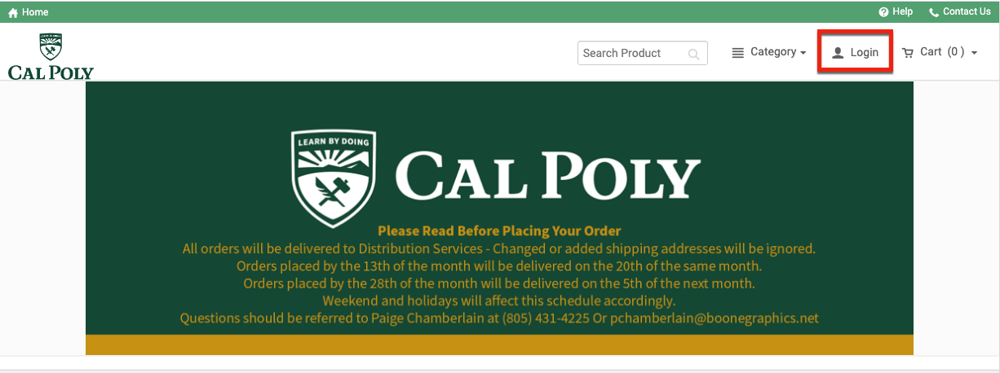 Home
Help
Contact Us
CAL POLY
Search Product
Category
Login
Cart (0)
LEARN BY DOING
CAL POLY
Please Read Before Placing Your Order
All orders will be delivered to Distribution Services - Changed or added shipping addresses will be ignored.
Orders placed by the 13th of the month will be delivered on the 20th of the same month.
Orders placed by the 28th of the month will be delivered on the 5th of the next month.
Weekend and holidays will affect this schedule accordingly.
Questions should be referred to Paige Chamberlain at (805) 431-4225 Or pchamberlain@boonegraphics.net